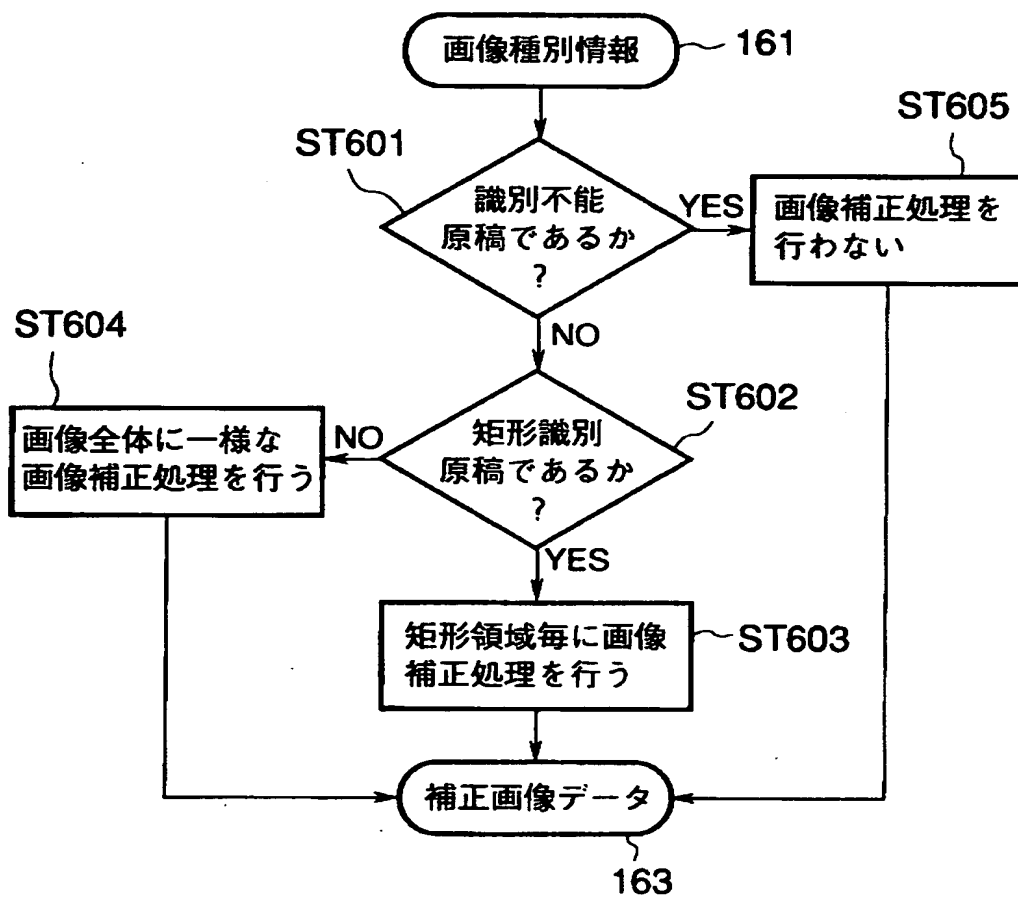 画像種別情報
161
ST601
識別不能
原稿であるか
?
YES
ST605
画像補正処理を
行わない
NO
ST604
画像全体に一様な
画像補正処理を行う
NO
ST602
矩形識別
原稿であるか
?
YES
矩形領域毎に画像
補正処理を行う
ST603
補正画像データ
163